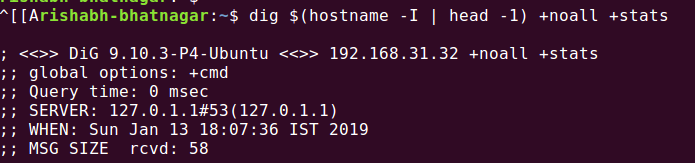 ^[[Arishabh-bhatnagar:~$ dig $(hostname -I | head -1) +noall +stats
; <<>> DiG 9.10.3-P4-Ubuntu <<>> 192.168.31.32 +noall +stats
;; global options: +cmd
;; Query time: 0 msec
;; SERVER: 127.0.1.1#53(127.0.1.1)
;; WHEN: Sun Jan 13 18:07:36 IST 2019
;; MSG SIZE  rcvd: 58